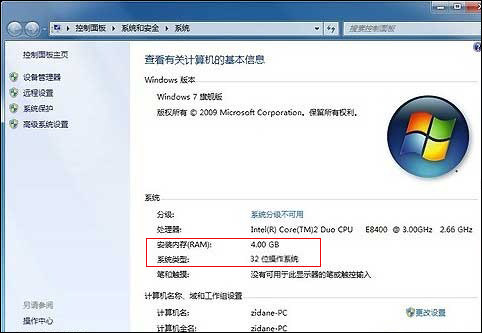 控制面板 ▸ 系统和安全 ▸ 系统
搜索控制面板
控制面板主页
设备管理器
远程设置
系统保护
高级系统设置
另请参阅
操作中心
查看有关计算机的基本信息
Windows 版本
Windows 7 旗舰版
版权所有 © 2009 Microsoft Corporation。保留所有权利。
系统
分级: 系统分级不可用
处理器: Intel(R) Core(TM)2 Duo CPU E8400 @ 3.00GHz 2.66 GHz
安装内存(RAM): 4.00 GB
系统类型: 32 位操作系统
笔和触摸: 没有可用于此显示器的笔或触控输入
计算机名称、域和工作组设置
计算机名: zidane-PC
更改设置
计算机全名: zidane-PC